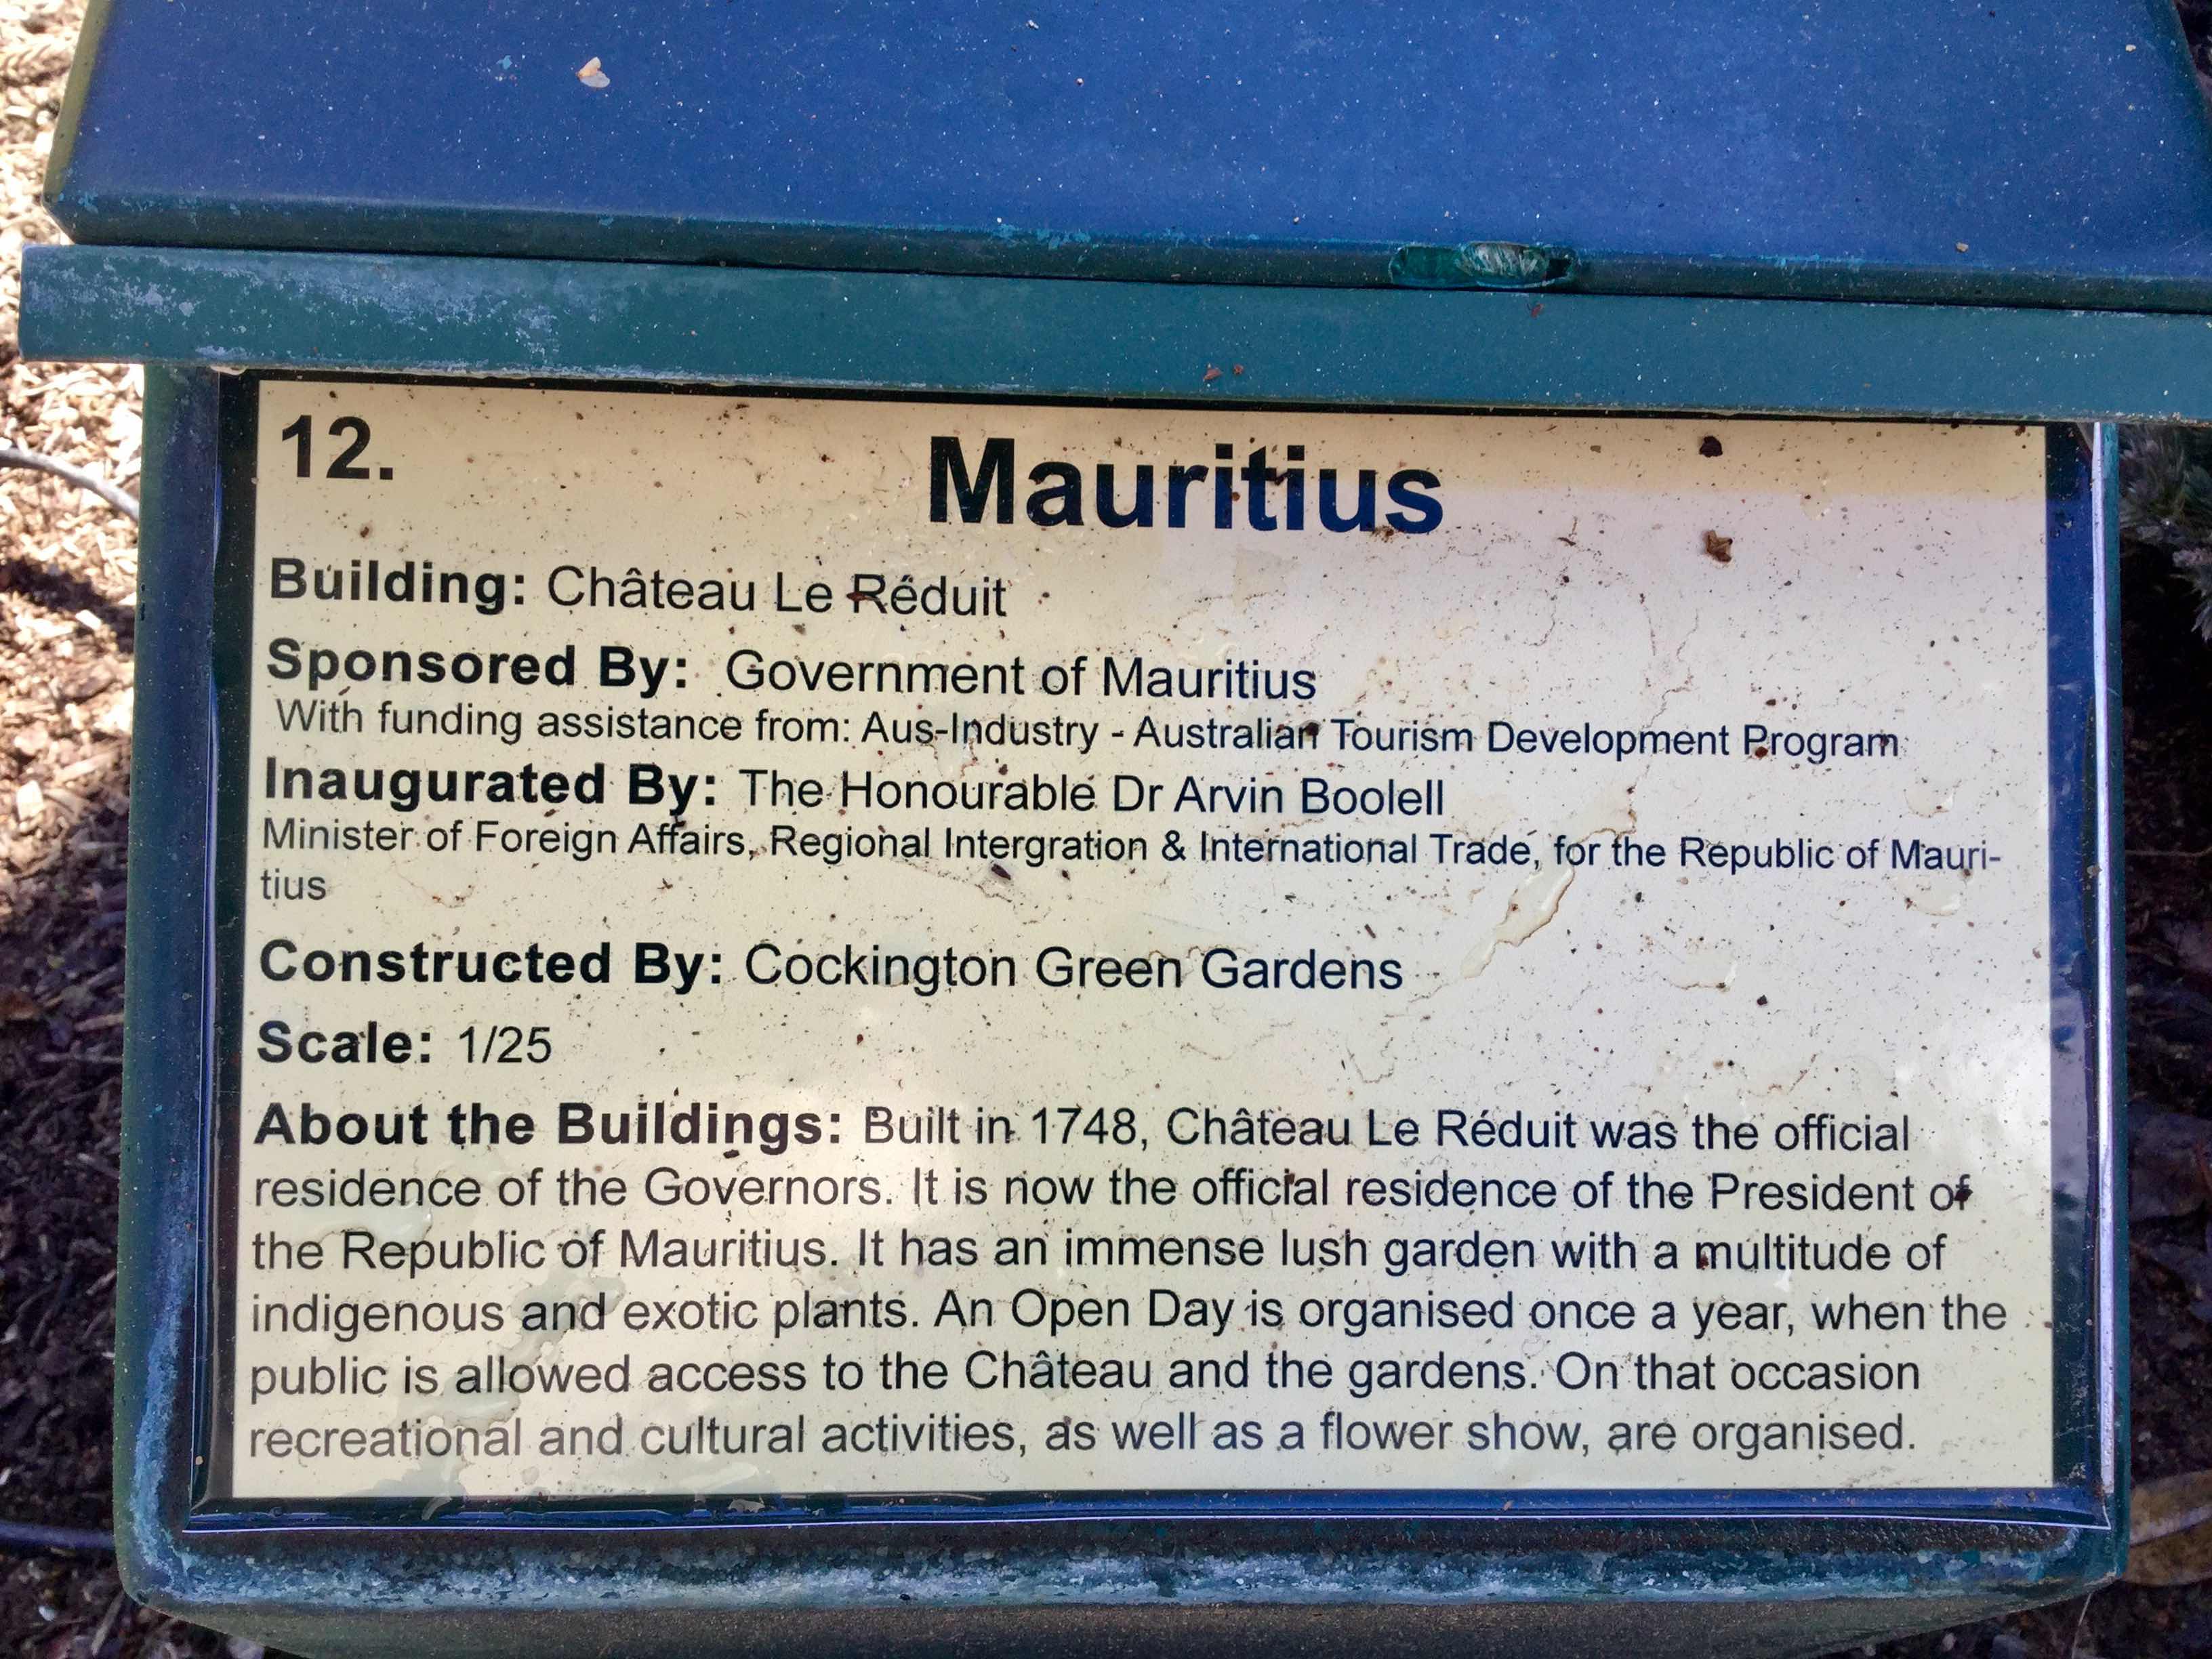 12.
Mauritius
Building: Château Le Réduit
Sponsored By: Government of Mauritius
With funding assistance from: Aus-Industry - Australian Tourism Development Program
Inaugurated By: The Honourable Dr Arvin Boolell
Minister of Foreign Affairs, Regional Intergration & International Trade, for the Republic of Mauri-
tius
Constructed By: Cockington Green Gardens
Scale: 1/25
About the Buildings: Built in 1748, Château Le Réduit was the official
residence of the Governors. It is now the official residence of the President of
the Republic of Mauritius. It has an immense lush garden with a multitude of
indigenous and exotic plants. An Open Day is organised once a year, when the
public is allowed access to the Château and the gardens. On that occasion
recreational and cultural activities, as well as a flower show, are organised.